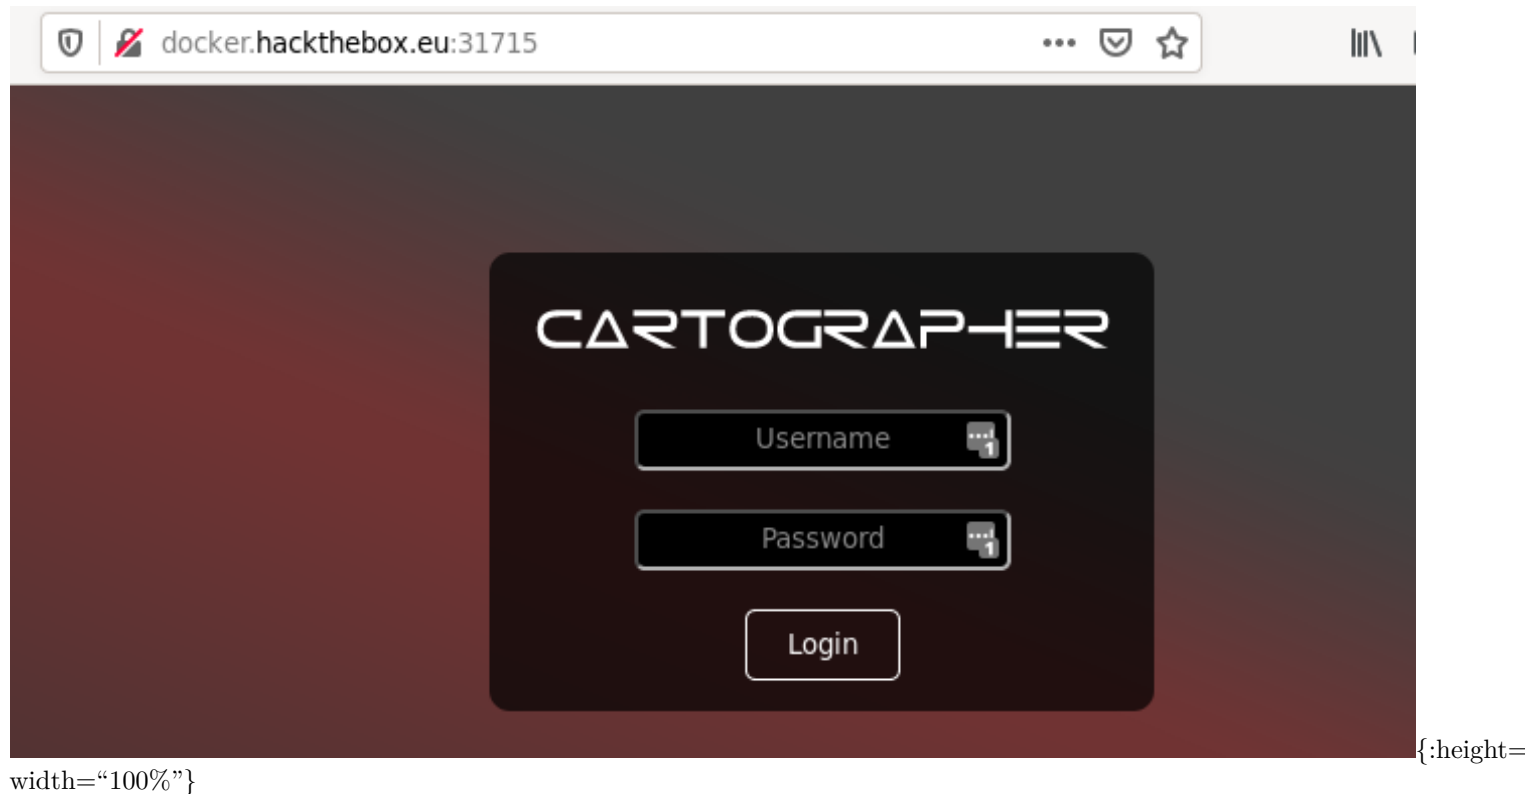 docker.hackthebox.eu:31715
CARTOGRAPHER
Username
Password
Login
{:height=
width=“100%”}